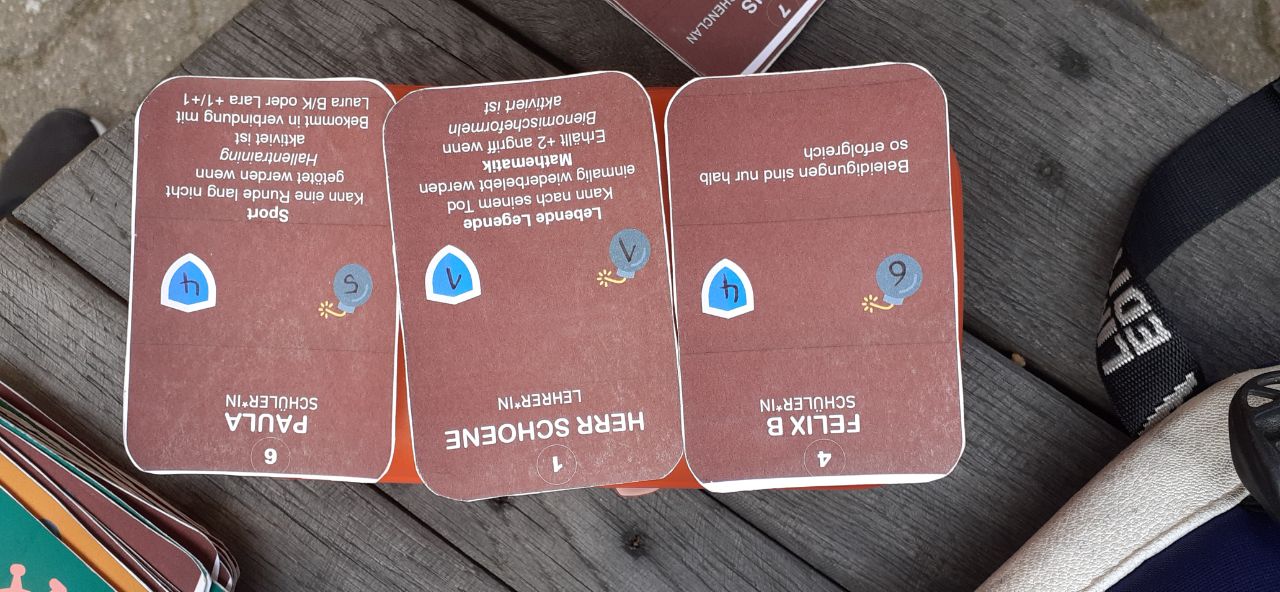 4
FELIX B
SCHÜLER*IN
6 4
Beleidigungen sind nur halb
so erfolgreich
1
HERR SCHOENE
LEHRER*IN
1 1
Lebende Legende
Kann nach seinem Tod
einmalig wiederbelebt werden
Mathematik
Erhällt +2 angriff wenn
Bienomischeformeln
aktiviert ist
6
PAULA
SCHÜLER*IN
5 4
Sport
Kann eine Runde lang nicht
getötet werden wenn
Hallentraining
aktiviet ist
Bekommt in verbindung mit
Laura B/K oder Lara +1/+1
7